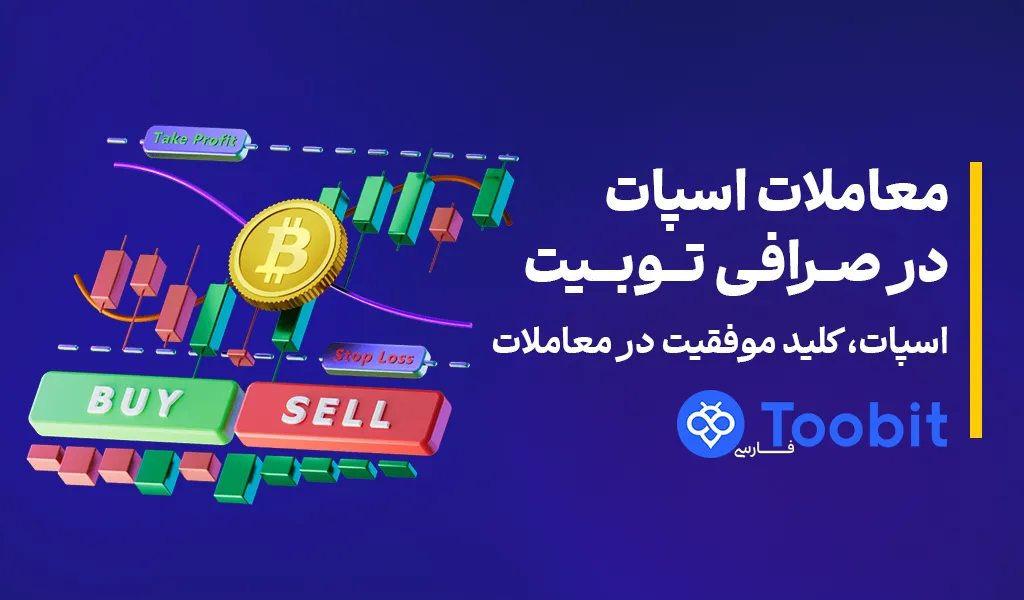 معاملات اسپات
در صرافی توبیت
اسپات، کلید موفقیت در معاملات
Toobit
فارسی
Take Profit
Stop Loss
BUY
SELL